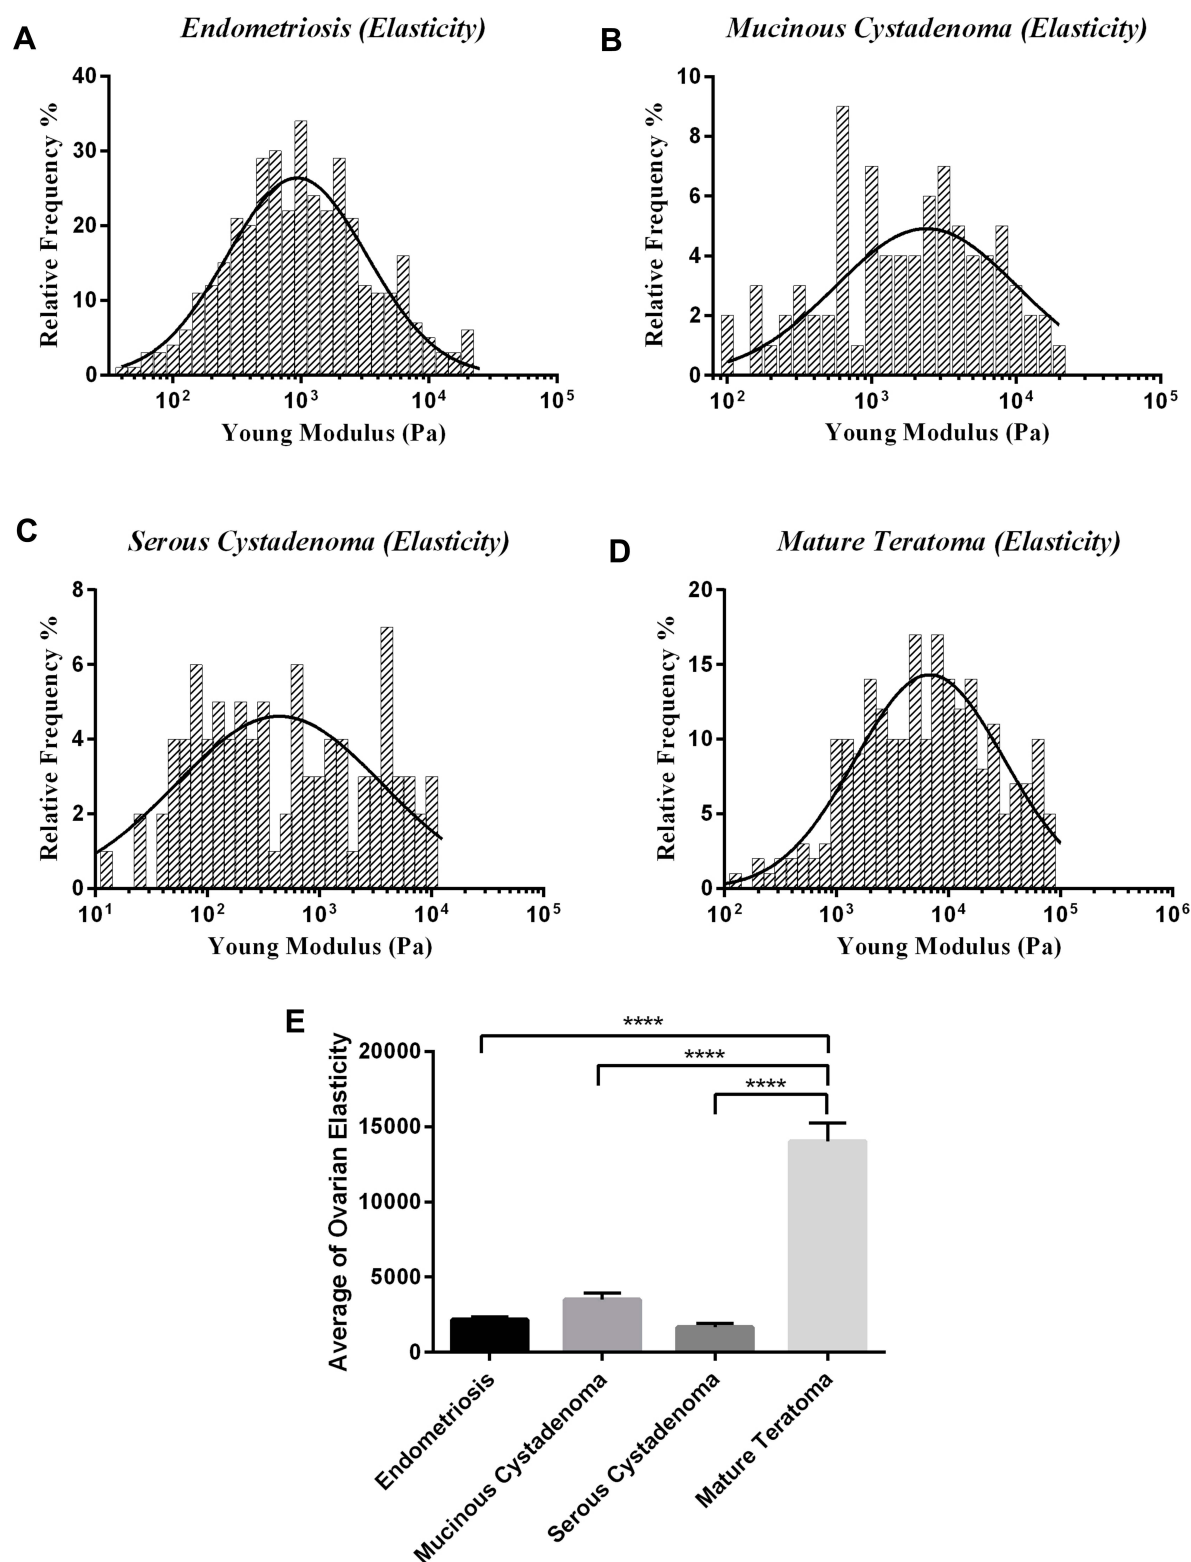 A
Endometriosis (Elasticity)
Relative Frequency %
40
30
20
10
0
10²
10³
10⁴
10⁵
Young Modulus (Pa)
B
Mucinous Cystadenoma (Elasticity)
Relative Frequency %
10
8
6
4
2
0
10²
10³
10⁴
10⁵
Young Modulus (Pa)
C
Serous Cystadenoma (Elasticity)
Relative Frequency %
8
6
4
2
0
10¹
10²
10³
10⁴
10⁵
Young Modulus (Pa)
D
Mature Teratoma (Elasticity)
Relative Frequency %
20
15
10
5
0
10²
10³
10⁴
10⁵
10⁶
Young Modulus (Pa)
E
Average of Ovarian Elasticity
20000
15000
10000
5000
0
****
****
****
Endometriosis
Mucinous Cystadenoma
Serous Cystadenoma
Mature Teratoma